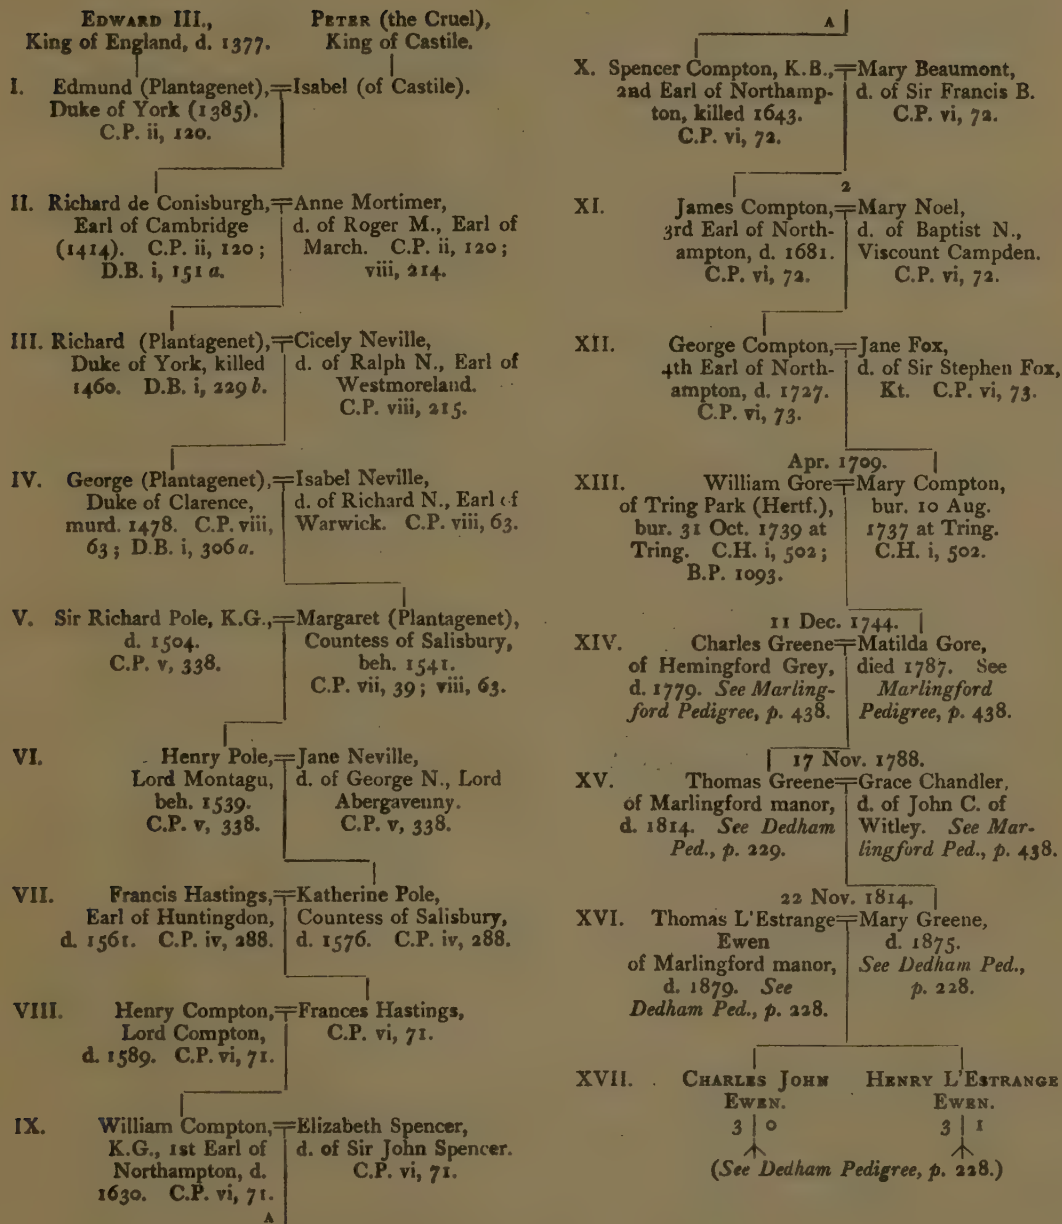 EDWARD III.,
King of England, d. 1377.
PETER (the Cruel),
King of Castile.
I. Edmund (Plantagenet),=Isabel (of Castile).
Duke of York (1385).
C.P. ii, 120.
II. Richard de Conisburgh,=Anne Mortimer,
Earl of Cambridge
(1414). C.P. ii, 120;
D.B. i, 151 a.
d. of Roger M., Earl of
March. C.P. ii, 120;
viii, 214.
III. Richard (Plantagenet),=Cicely Neville,
Duke of York, killed
1460. D.B. i, 229 b.
d. of Ralph N., Earl of
Westmoreland.
C.P. viii, 215.
IV. George (Plantagenet),=Isabel Neville,
Duke of Clarence,
murd. 1478. C.P. viii,
63; D.B. i, 306 a.
d. of Richard N., Earl of
Warwick. C.P. viii, 63.
V. Sir Richard Pole, K.G.,=Margaret (Plantagenet),
d. 1504.
C.P. v, 338.
Countess of Salisbury,
beh. 1541.
C.P. vii, 39; viii, 63.
VI. Henry Pole,=Jane Neville,
Lord Montagu,
beh. 1539.
C.P. v, 338.
d. of George N., Lord
Abergavenny.
C.P. v, 338.
VII. Francis Hastings,=Katherine Pole,
Earl of Huntingdon,
d. 1561. C.P. iv, 288.
Countess of Salisbury,
d. 1576. C.P. iv, 288.
VIII. Henry Compton,=Frances Hastings,
Lord Compton,
d. 1589. C.P. vi, 71.
C.P. vi, 71.
IX. William Compton,=Elizabeth Spencer,
K.G., 1st Earl of
Northampton, d.
1630. C.P. vi, 71.
d. of Sir John Spencer.
C.P. vi, 71.
A
A
X. Spencer Compton, K.B.,=Mary Beaumont,
2nd Earl of Northamp-
ton, killed 1643.
C.P. vi, 72.
d. of Sir Francis B.
C.P. vi, 72.
2
XI. James Compton,=Mary Noel,
3rd Earl of North-
ampton, d. 1681.
C.P. vi, 72.
d. of Baptist N.,
Viscount Campden.
C.P. vi, 72.
XII. George Compton,=Jane Fox,
4th Earl of North-
ampton, d. 1727.
C.P. vi, 73.
d. of Sir Stephen Fox,
Kt. C.P. vi, 73.
Apr. 1709.
XIII. William Gore=Mary Compton,
of Tring Park (Hertf.),
bur. 31 Oct. 1739 at
Tring. C.H. i, 502;
B.P. 1093.
bur. 10 Aug.
1737 at Tring.
C.H. i, 502.
11 Dec. 1744.
XIV. Charles Greene=Matilda Gore,
of Hemingford Grey,
d. 1779. See Marling-
ford Pedigree, p. 438.
died 1787. See
Marlingford
Pedigree, p. 438.
17 Nov. 1788.
XV. Thomas Greene=Grace Chandler,
of Marlingford manor,
d. 1814. See Dedham
Ped., p. 229.
d. of John C. of
Witley. See Mar-
lingford Ped., p. 438.
22 Nov. 1814.
XVI. Thomas L'Estrange=Mary Greene,
Ewen
of Marlingford manor,
d. 1879. See
Dedham Ped., p. 228.
d. 1875.
See Dedham Ped.,
p. 228.
XVII. CHARLES JOHN
EWEN.
3 | 0
HENRY L'ESTRANGE
EWEN.
3 | 1
(See Dedham Pedigree, p. 228.)